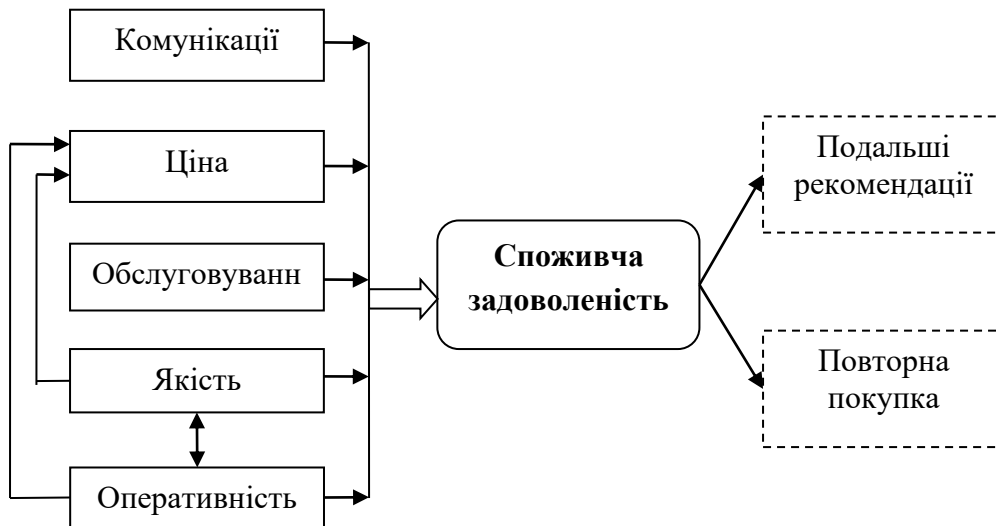 Комунікації
Ціна
Обслуговуванн
Якість
Оперативність
Споживча
задоволеність
Подальші
рекомендації
Повторна
покупка